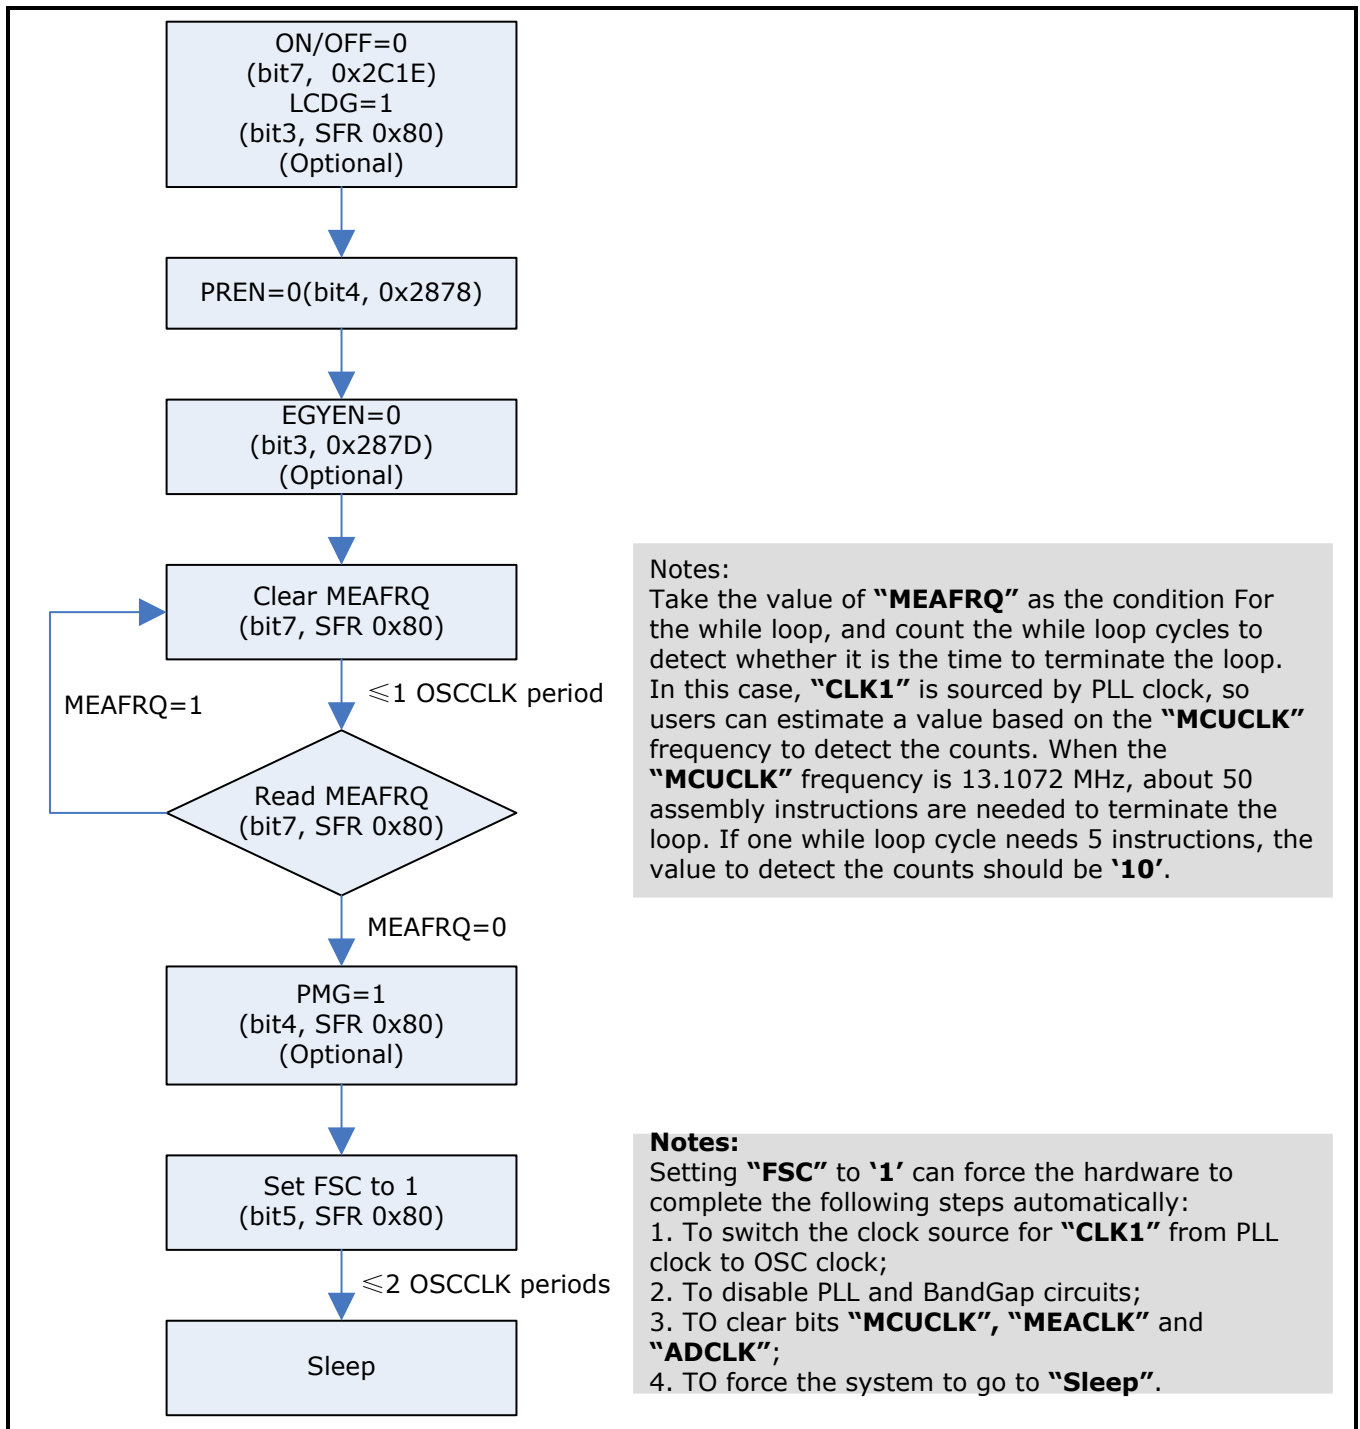 ON/OFF=0
(bit7,  0x2C1E)
LCDG=1
(bit3, SFR 0x80)
(Optional)
PREN=0(bit4, 0x2878)
EGYEN=0
(bit3, 0x287D)
(Optional)
Clear MEAFRQ
(bit7, SFR 0x80)
≤1 OSCCLK period
MEAFRQ=1
Read MEAFRQ
(bit7, SFR 0x80)
MEAFRQ=0
PMG=1
(bit4, SFR 0x80)
(Optional)
Set FSC to 1
(bit5, SFR 0x80)
≤2 OSCCLK periods
Sleep
Notes:
Take the value of “MEAFRQ” as the condition For
the while loop, and count the while loop cycles to
detect whether it is the time to terminate the loop.
In this case, “CLK1” is sourced by PLL clock, so
users can estimate a value based on the “MCUCLK”
frequency to detect the counts. When the
“MCUCLK” frequency is 13.1072 MHz, about 50
assembly instructions are needed to terminate the
loop. If one while loop cycle needs 5 instructions, the
value to detect the counts should be ‘10’.
Notes:
Setting “FSC” to ‘1’ can force the hardware to
complete the following steps automatically:
1. To switch the clock source for “CLK1” from PLL
clock to OSC clock;
2. To disable PLL and BandGap circuits;
3. TO clear bits “MCUCLK”, “MEACLK” and
“ADCLK”;
4. TO force the system to go to “Sleep”.